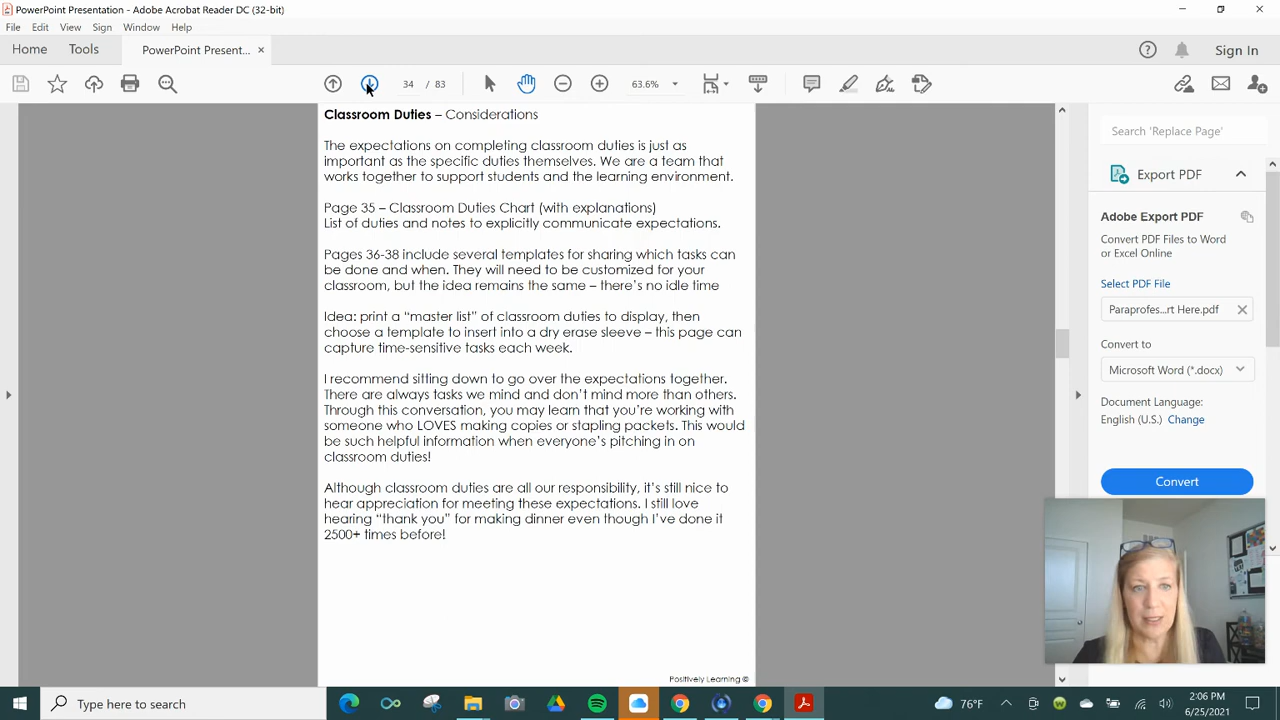 PowerPoint Presentation - Adobe Acrobat Reader DC (32-bit)
File Edit View Sign Window Help
Home Tools PowerPoint Present... × Sign In
34 / 83 63.6%
Classroom Duties – Considerations
The expectations on completing classroom duties is just as
important as the specific duties themselves. We are a team that
works together to support students and the learning environment.
Page 35 – Classroom Duties Chart (with explanations)
List of duties and notes to explicitly communicate expectations.
Pages 36-38 include several templates for sharing which tasks can
be done and when. They will need to be customized for your
classroom, but the idea remains the same – there's no idle time
Idea: print a “master list” of classroom duties to display, then
choose a template to insert into a dry erase sleeve – this page can
capture time-sensitive tasks each week.
I recommend sitting down to go over the expectations together.
There are always tasks we mind and don't mind more than others.
Through this conversation, you may learn that you're working with
someone who LOVES making copies or stapling packets. This would
be such helpful information when everyone's pitching in on
classroom duties!
Although classroom duties are all our responsibility, it's still nice to
hear appreciation for meeting these expectations. I still love
hearing “thank you” for making dinner even though I've done it
2500+ times before!
Positively Learning ©
Search 'Replace Page'
Export PDF
Adobe Export PDF
Convert PDF Files to Word
or Excel Online
Select PDF File
Paraprofes...rt Here.pdf
Convert to
Microsoft Word (*.docx)
Document Language:
English (U.S.) Change
Convert
Type here to search
76°F
2:06 PM
6/25/2021